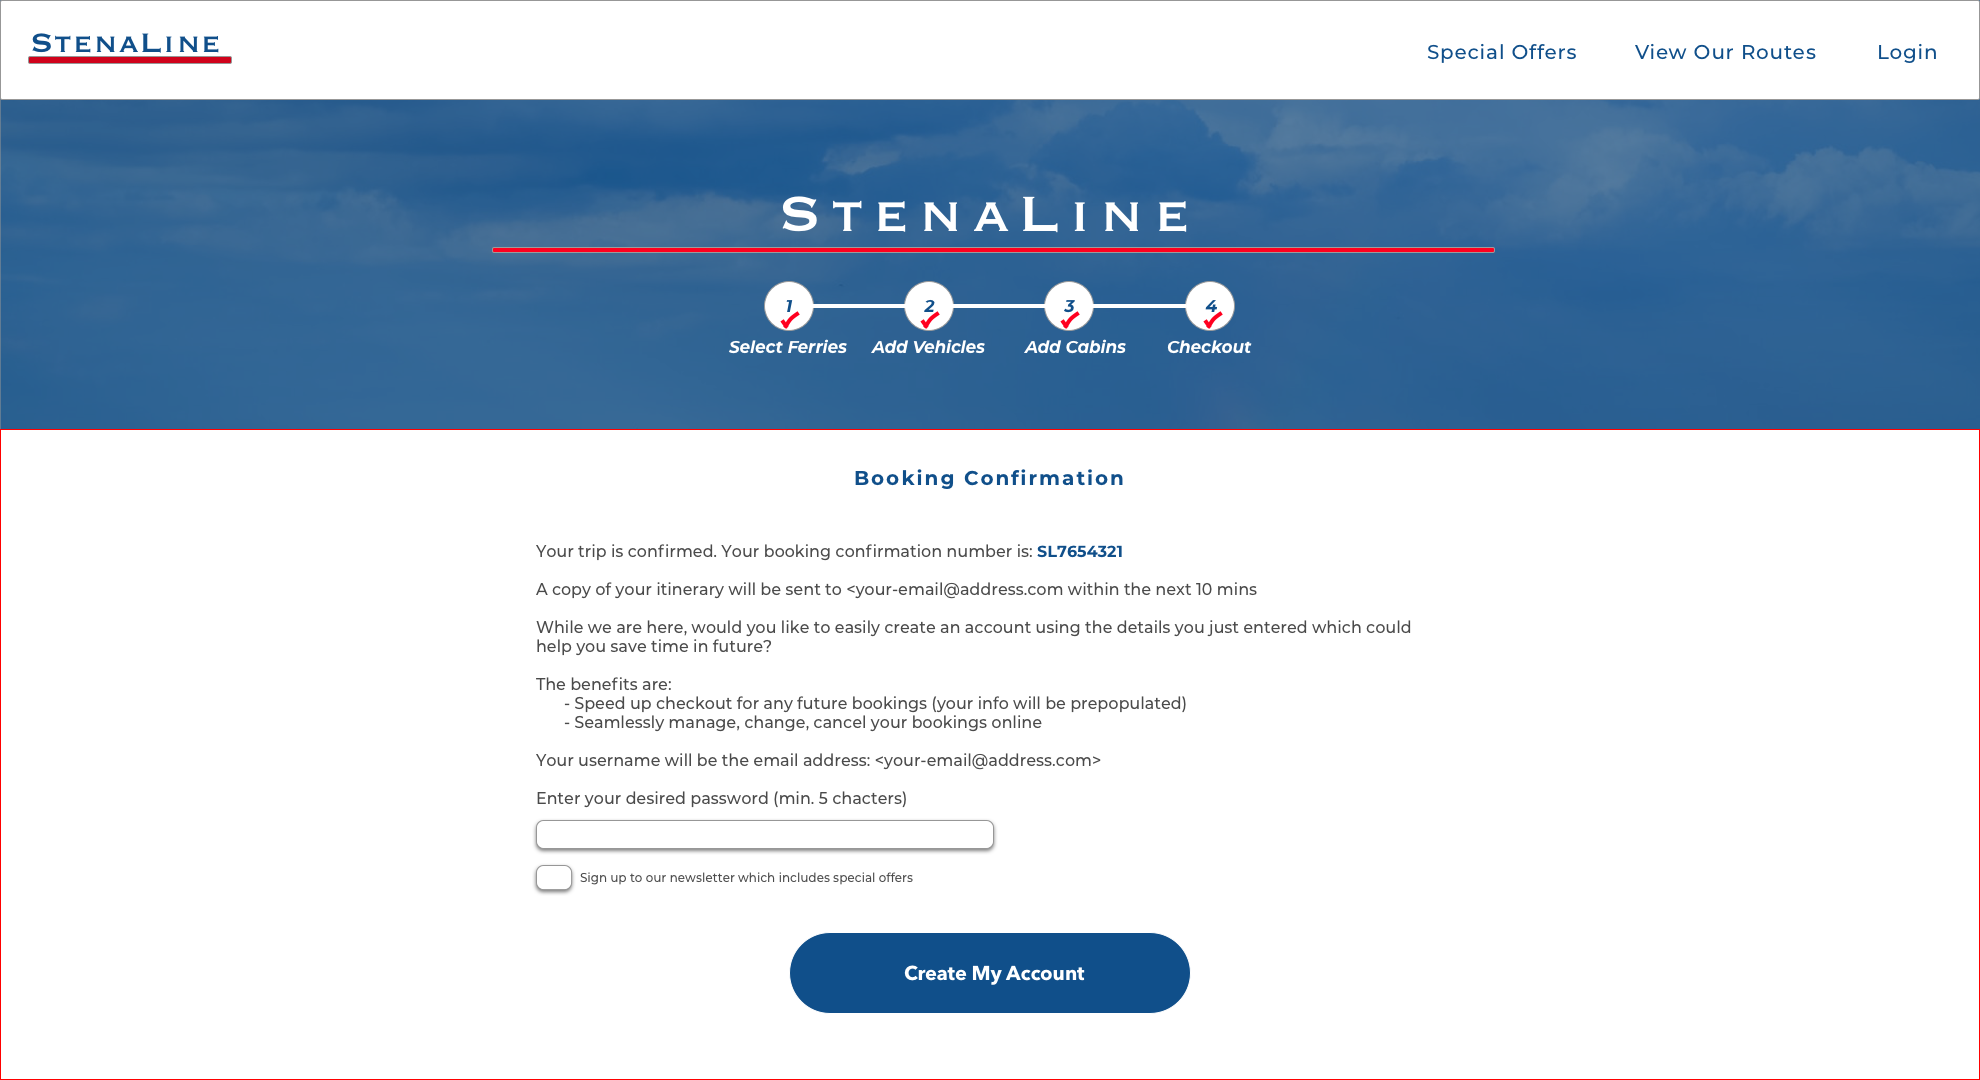 STENALINE
Special Offers
View Our Routes
Login
STENALINE
1
2
3
4
Select Ferries
Add Vehicles
Add Cabins
Checkout
Booking Confirmation
Your trip is confirmed. Your booking confirmation number is: SL7654321
A copy of your itinerary will be sent to <your-email@address.com within the next 10 mins
While we are here, would you like to easily create an account using the details you just entered which could
help you save time in future?
The benefits are:
- Speed up checkout for any future bookings (your info will be prepopulated)
- Seamlessly manage, change, cancel your bookings online
Your username will be the email address: <your-email@address.com>
Enter your desired password (min. 5 chacters)
Sign up to our newsletter which includes special offers
Create My Account